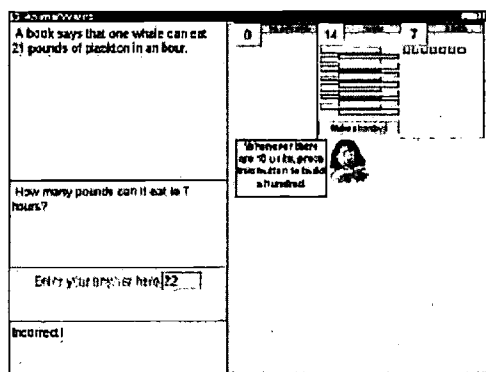 A book says that one whale can eat
21 pounds of plankton in an hour.
How many pounds can it eat in 7
hours?
Enter your answer here 22
Incorrect!
0
14
7
Whenever there
are 10 units, press
this button to build
a hundred